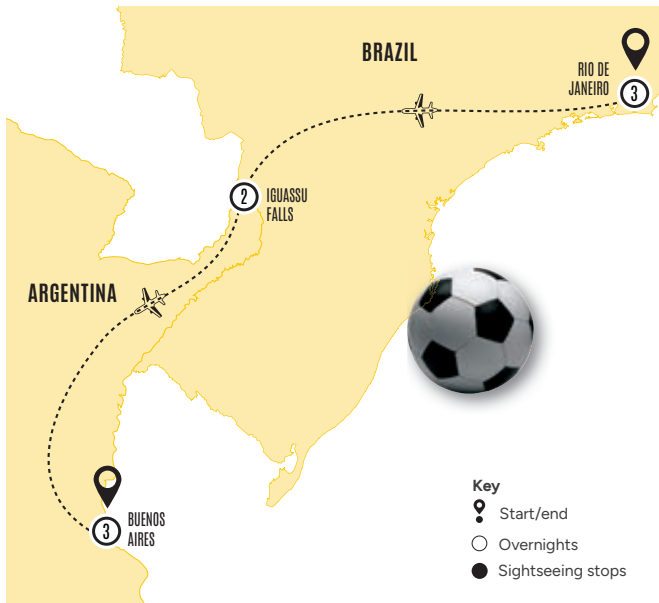 BRAZIL
RIO DE
JANEIRO
3
2
IGUASSU
FALLS
ARGENTINA
3
BUENOS
AIRES
Key
Start/end
Overnights
Sightseeing stops